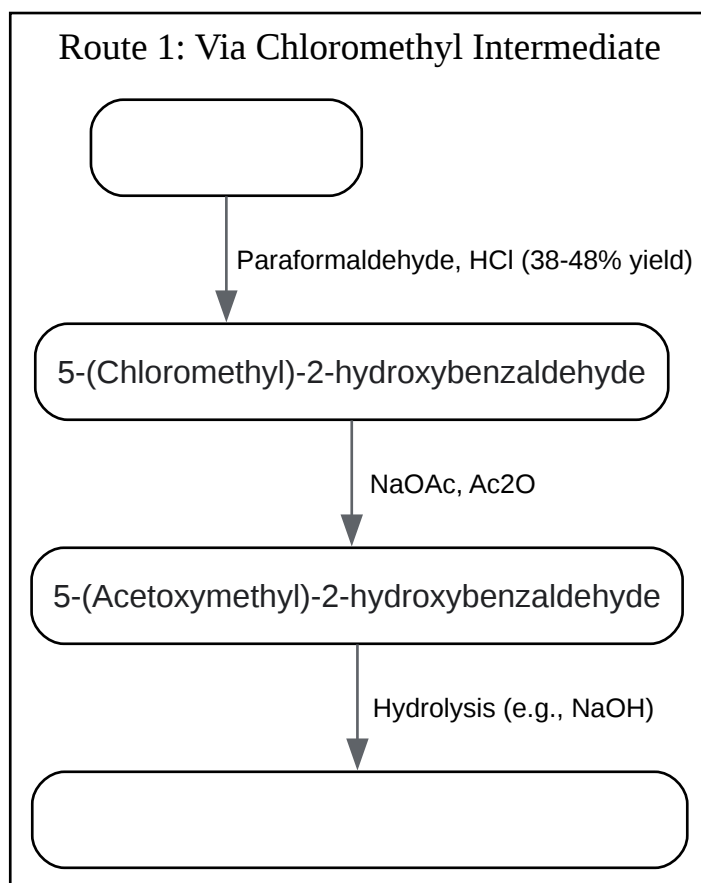 Route 1: Via Chloromethyl Intermediate
Paraformaldehyde, HCl (38-48% yield)
5-(Chloromethyl)-2-hydroxybenzaldehyde
NaOAc, Ac2O
5-(Acetoxymethyl)-2-hydroxybenzaldehyde
Hydrolysis (e.g., NaOH)